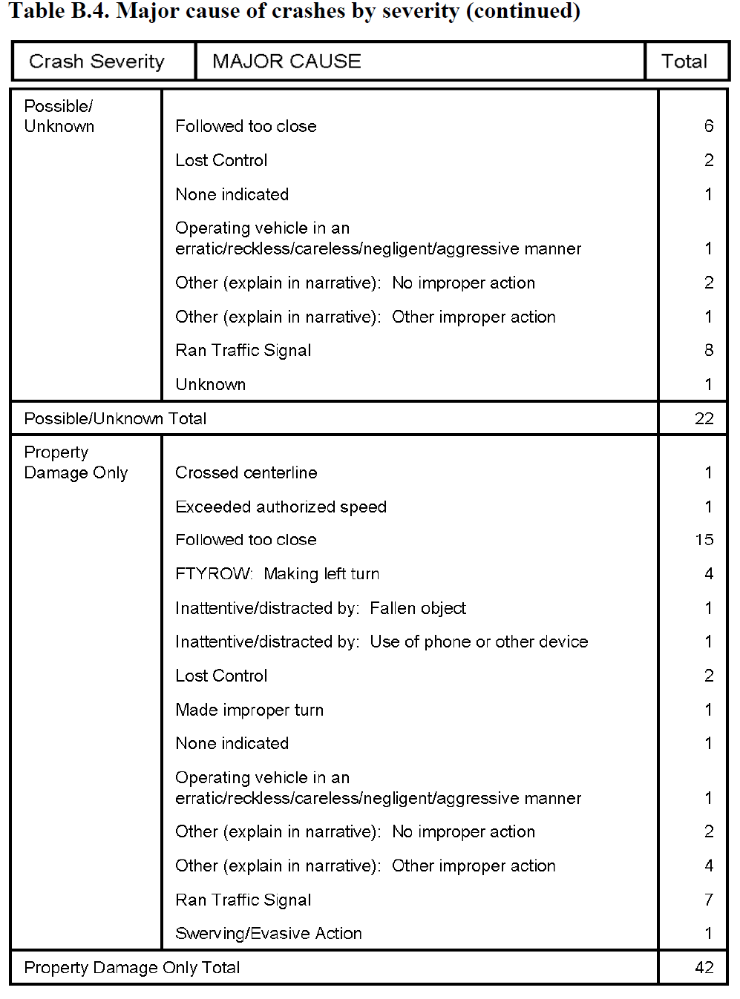 Table B.4. Major cause of crashes by severity (continued)
Crash Severity MAJOR CAUSE Total
Possible/
Unknown Followed too close 6
Lost Control 2
None indicated 1
Operating vehicle in an
erratic/reckless/careless/negligent/aggressive manner 1
Other (explain in narrative): No improper action 2
Other (explain in narrative): Other improper action 1
Ran Traffic Signal 8
Unknown 1
Possible/Unknown Total 22
Property
Damage Only Crossed centerline 1
Exceeded authorized speed 1
Followed too close 15
FTYROW: Making left turn 4
Inattentive/distracted by: Fallen object 1
Inattentive/distracted by: Use of phone or other device 1
Lost Control 2
Made improper turn 1
None indicated 1
Operating vehicle in an
erratic/reckless/careless/negligent/aggressive manner 1
Other (explain in narrative): No improper action 2
Other (explain in narrative): Other improper action 4
Ran Traffic Signal 7
Swerving/Evasive Action 1
Property Damage Only Total 42